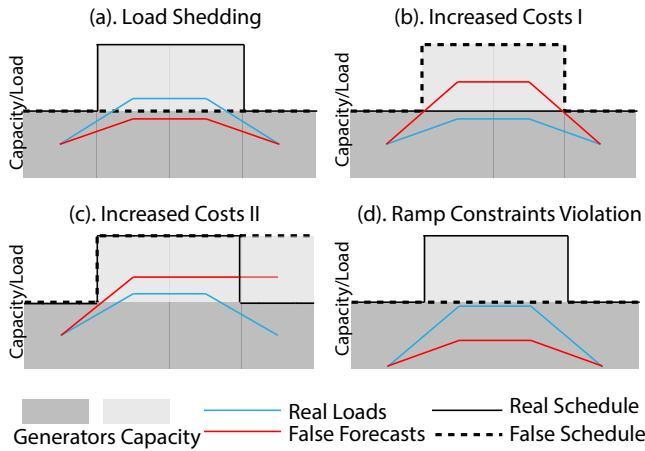 (a). Load Shedding
(b). Increased Costs I
Capacity/Load
Capacity/Load
(c). Increased Costs II
(d). Ramp Constraints Violation
Capacity/Load
Capacity/Load
Generators Capacity
Real Loads
False Forecasts
Real Schedule
False Schedule